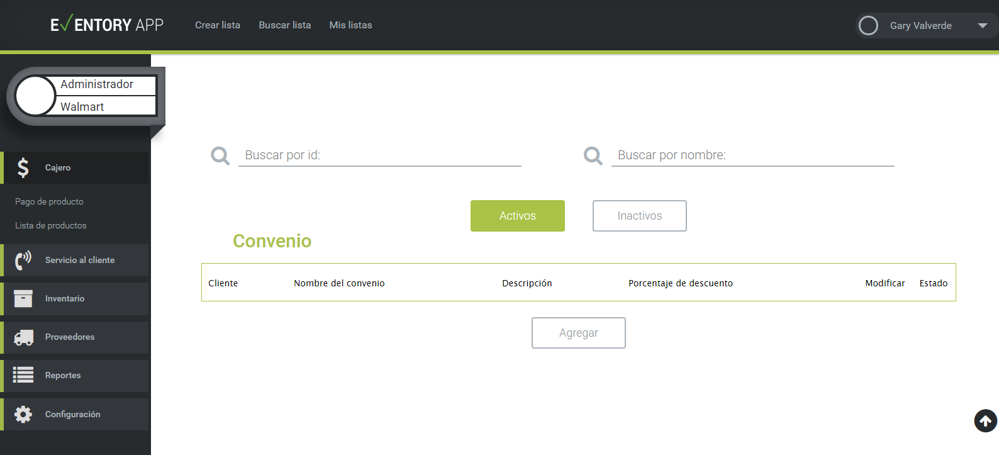 E✓ENTORY APP
Crear lista
Buscar lista
Mis listas
Gary Valverde
Administrador
Walmart
Cajero
Pago de producto
Lista de productos
Servicio al cliente
Inventario
Proveedores
Reportes
Configuración
Buscar por id:
Buscar por nombre:
Activos
Inactivos
Convenio
Cliente Nombre del convenio Descripción Porcentaje de descuento Modificar Estado
Agregar